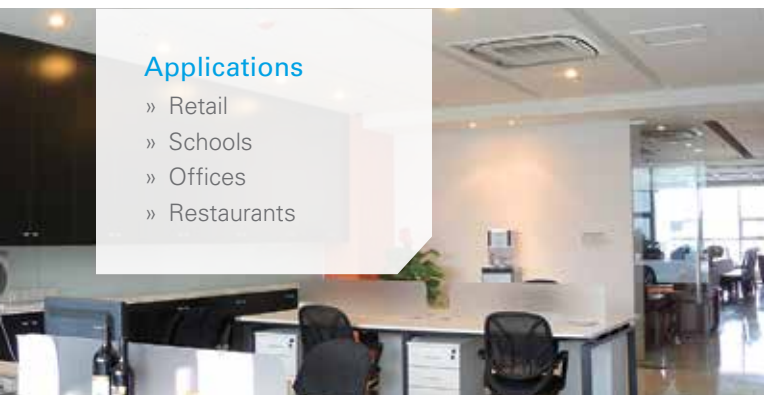 Applications
» Retail
» Schools
» Offices
» Restaurants